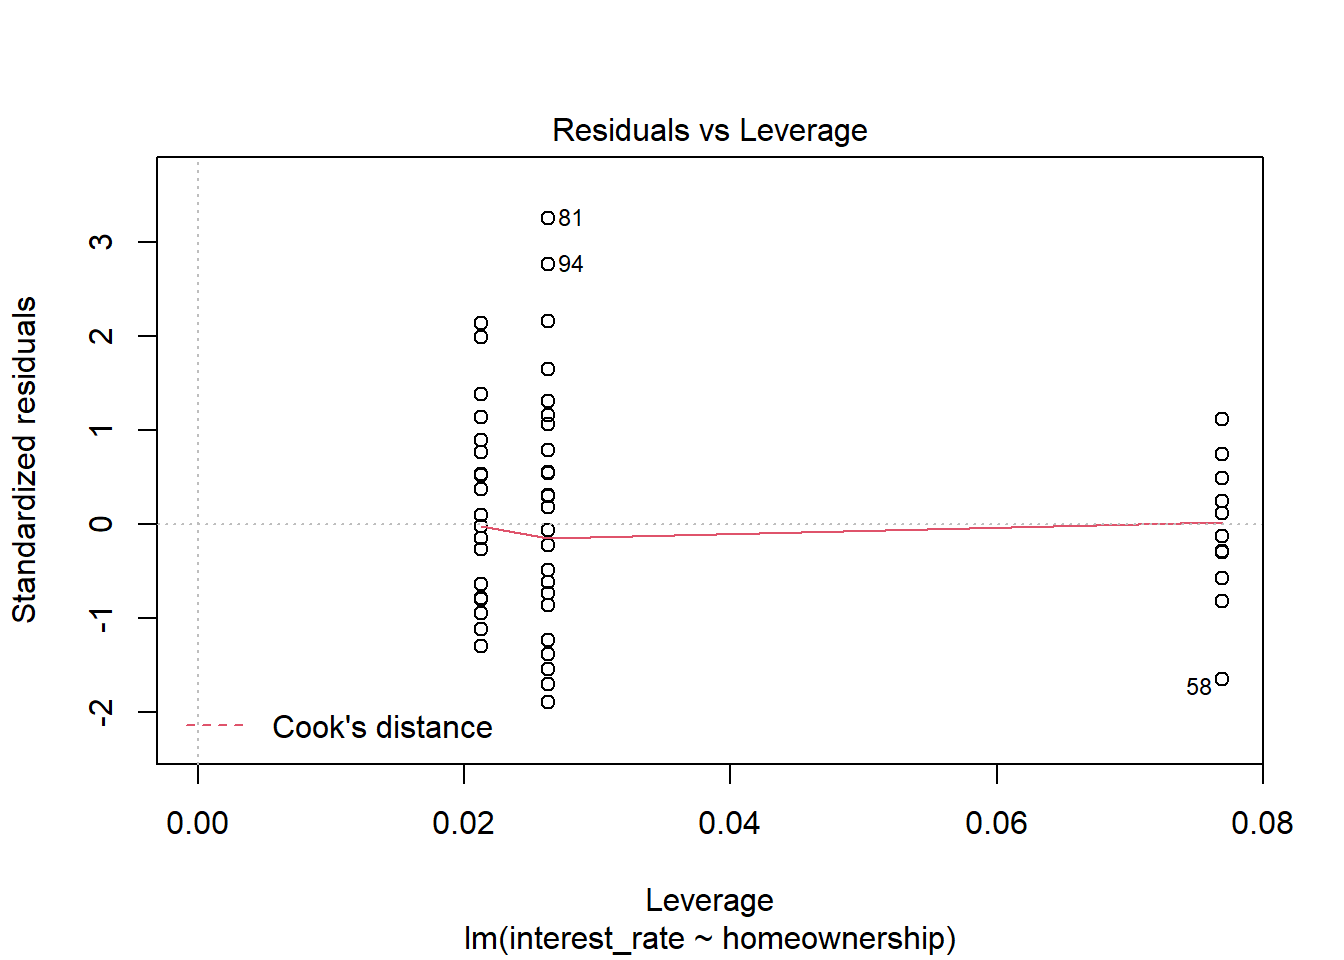 Residuals vs Leverage
Standardized residuals
3
2
1
0
-1
-2
81
94
58
Cook's distance
0.00 0.02 0.04 0.06 0.08
Leverage
lm(interest_rate ~ homeownership)